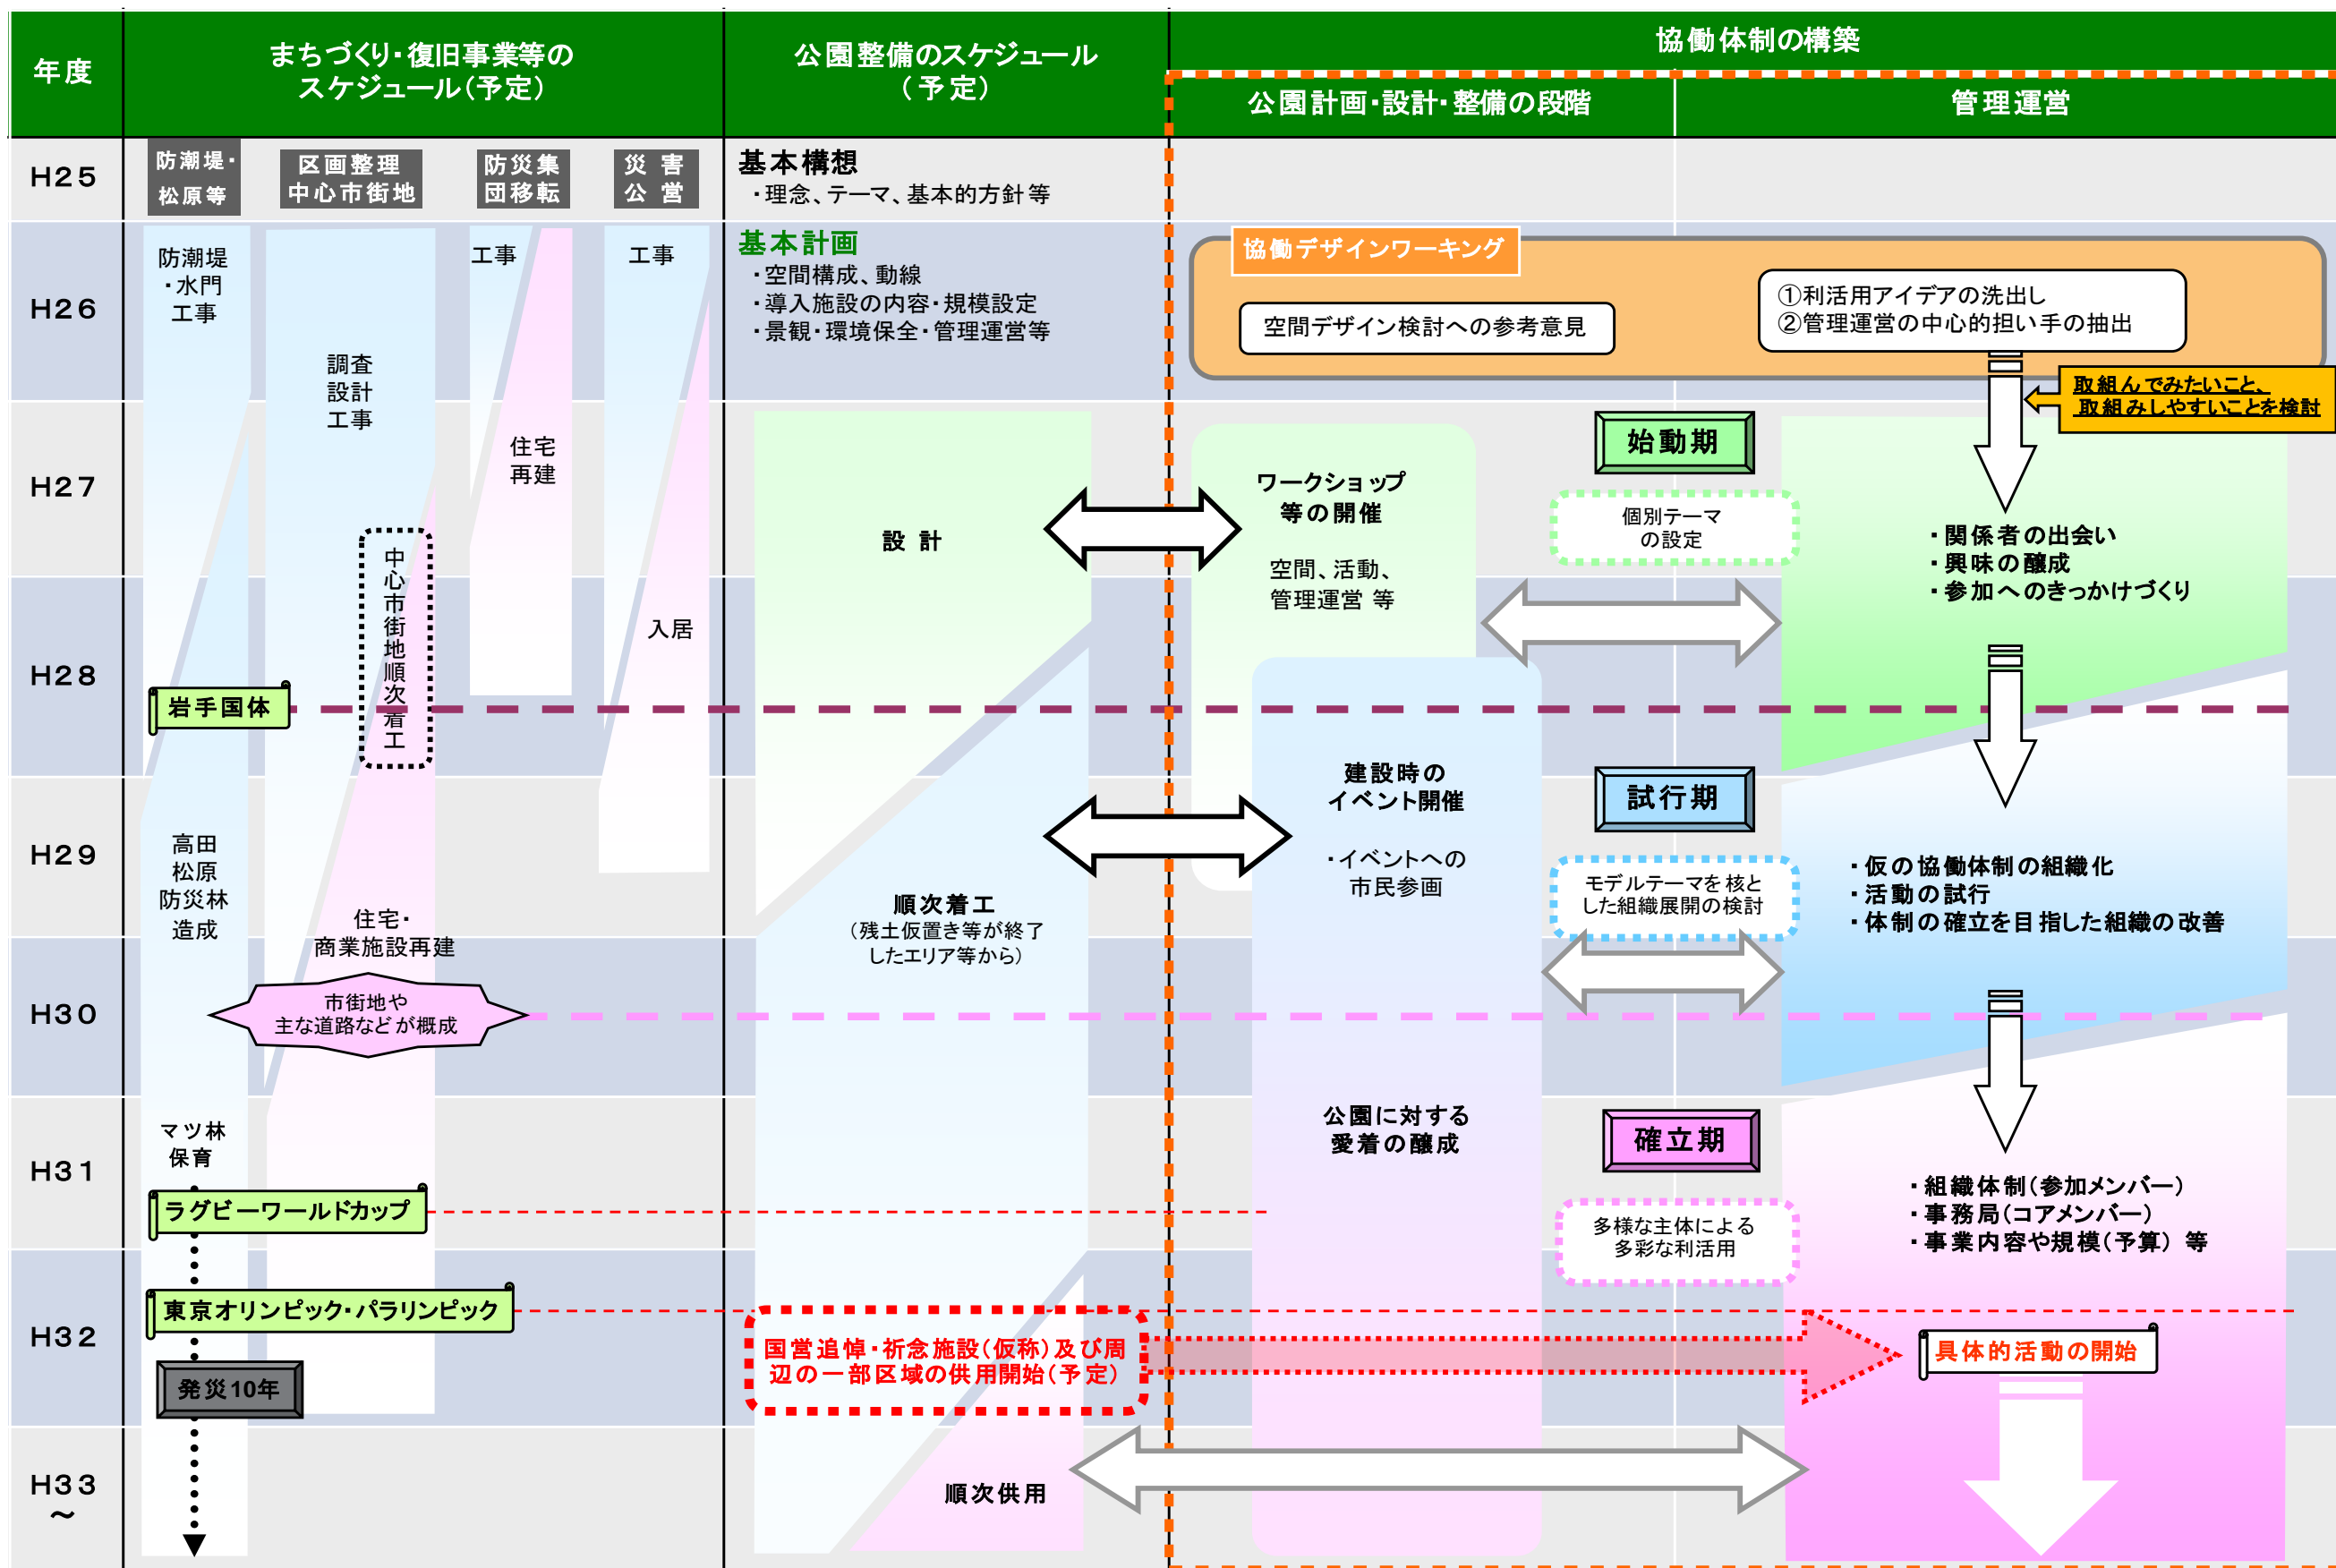 年度
まちづくり・復旧事業等の
スケジュール(予定)
公園整備のスケジュール
(予定)
協働体制の構築
公園計画・設計・整備の段階
管理運営
H25
防潮堤・
松原等
区画整理
中心市街地
防災集
団移転
災害
公営
基本構想
・理念、テーマ、基本的方針等
H26
防潮堤
・水門
工事
調査
設計
工事
工事
工事
基本計画
・空間構成、動線
・導入施設の内容・規模設定
・景観・環境保全・管理運営等
協働デザインワーキング
空間デザイン検討への参考意見
①利活用アイデアの洗出し
②管理運営の中心的担い手の抽出
取組んでみたいこと、
取組みしやすいことを検討
H27
住宅
再建
中心市街地順次着工
設計
ワークショップ
等の開催
空間、活動、
管理運営 等
始動期
個別テーマ
の設定
・関係者の出会い
・興味の醸成
・参加へのきっかけづくり
H28
入居
岩手国体
H29
高田
松原
防災林
造成
住宅・
商業施設再建
順次着工
(残土仮置き等が終了
したエリア等から)
建設時の
イベント開催
・イベントへの
市民参画
試行期
モデルテーマを核と
した組織展開の検討
・仮の協働体制の組織化
・活動の試行
・体制の確立を目指した組織の改善
H30
市街地や
主な道路などが概成
H31
マツ林
保育
ラグビーワールドカップ
公園に対する
愛着の醸成
確立期
多様な主体による
多彩な利活用
・組織体制(参加メンバー)
・事務局(コアメンバー)
・事業内容や規模(予算) 等
H32
東京オリンピック・パラリンピック
発災10年
国営追悼・祈念施設(仮称)及び周
辺の一部区域の供用開始(予定)
具体的活動の開始
H33
～
順次供用